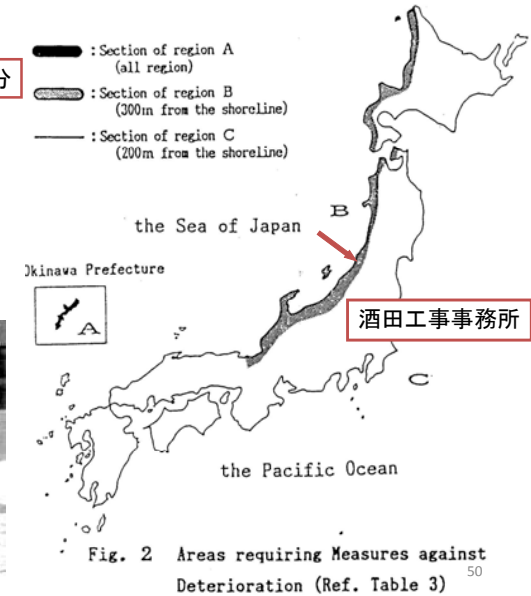 分
: Section of region A
(all region)
: Section of region B
(300m from the shoreline)
: Section of region C
(200m from the shoreline)
B
the Sea of Japan
Okinawa Prefecture
A
酒田工事事務所
C
the Pacific Ocean
Fig. 2 Areas requiring Measures against
Deterioration (Ref. Table 3)
50